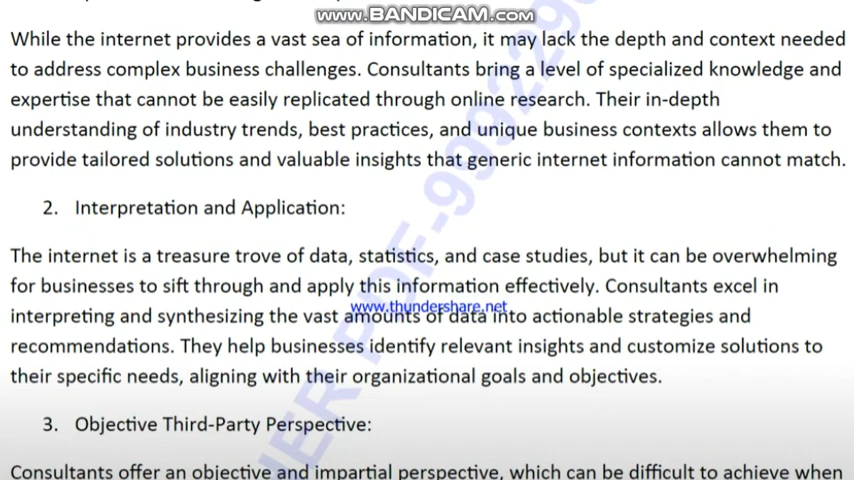 www.BANDICAM.com
While the internet provides a vast sea of information, it may lack the depth and context needed
to address complex business challenges. Consultants bring a level of specialized knowledge and
expertise that cannot be easily replicated through online research. Their in-depth
understanding of industry trends, best practices, and unique business contexts allows them to
provide tailored solutions and valuable insights that generic internet information cannot match.
2. Interpretation and Application:
The internet is a treasure trove of data, statistics, and case studies, but it can be overwhelming
for businesses to sift through and apply this information effectively. Consultants excel in
www.thundershare.net
interpreting and synthesizing the vast amounts of data into actionable strategies and
recommendations. They help businesses identify relevant insights and customize solutions to
their specific needs, aligning with their organizational goals and objectives.
3. Objective Third-Party Perspective:
Consultants offer an objective and impartial perspective, which can be difficult to achieve when